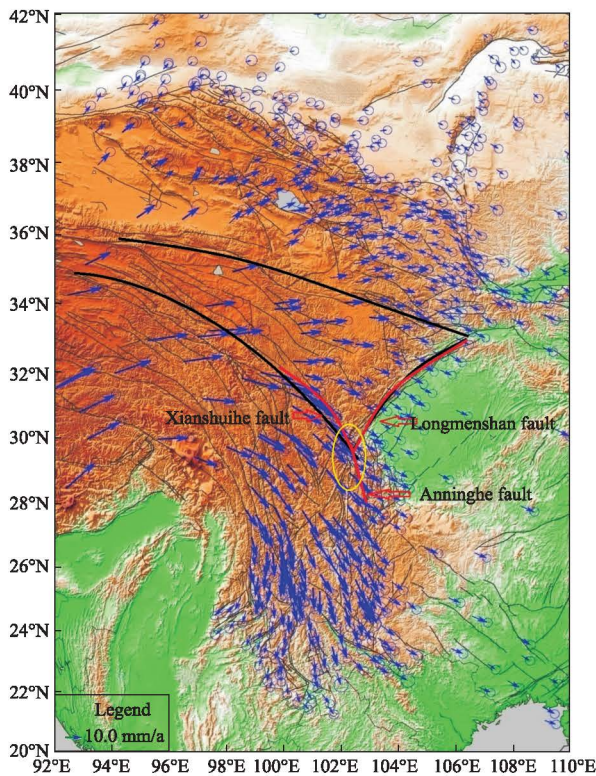 42°N
40°N
38°N
36°N
34°N
32°N
30°N
28°N
26°N
24°N
22°N
20°N
Xianshuihe fault
Longmenshan fault
Anninghe fault
Legend
10.0 mm/a
92°E 94°E 96°E 98°E 100°E 102°E 104°E 106°E 108°E 110°E